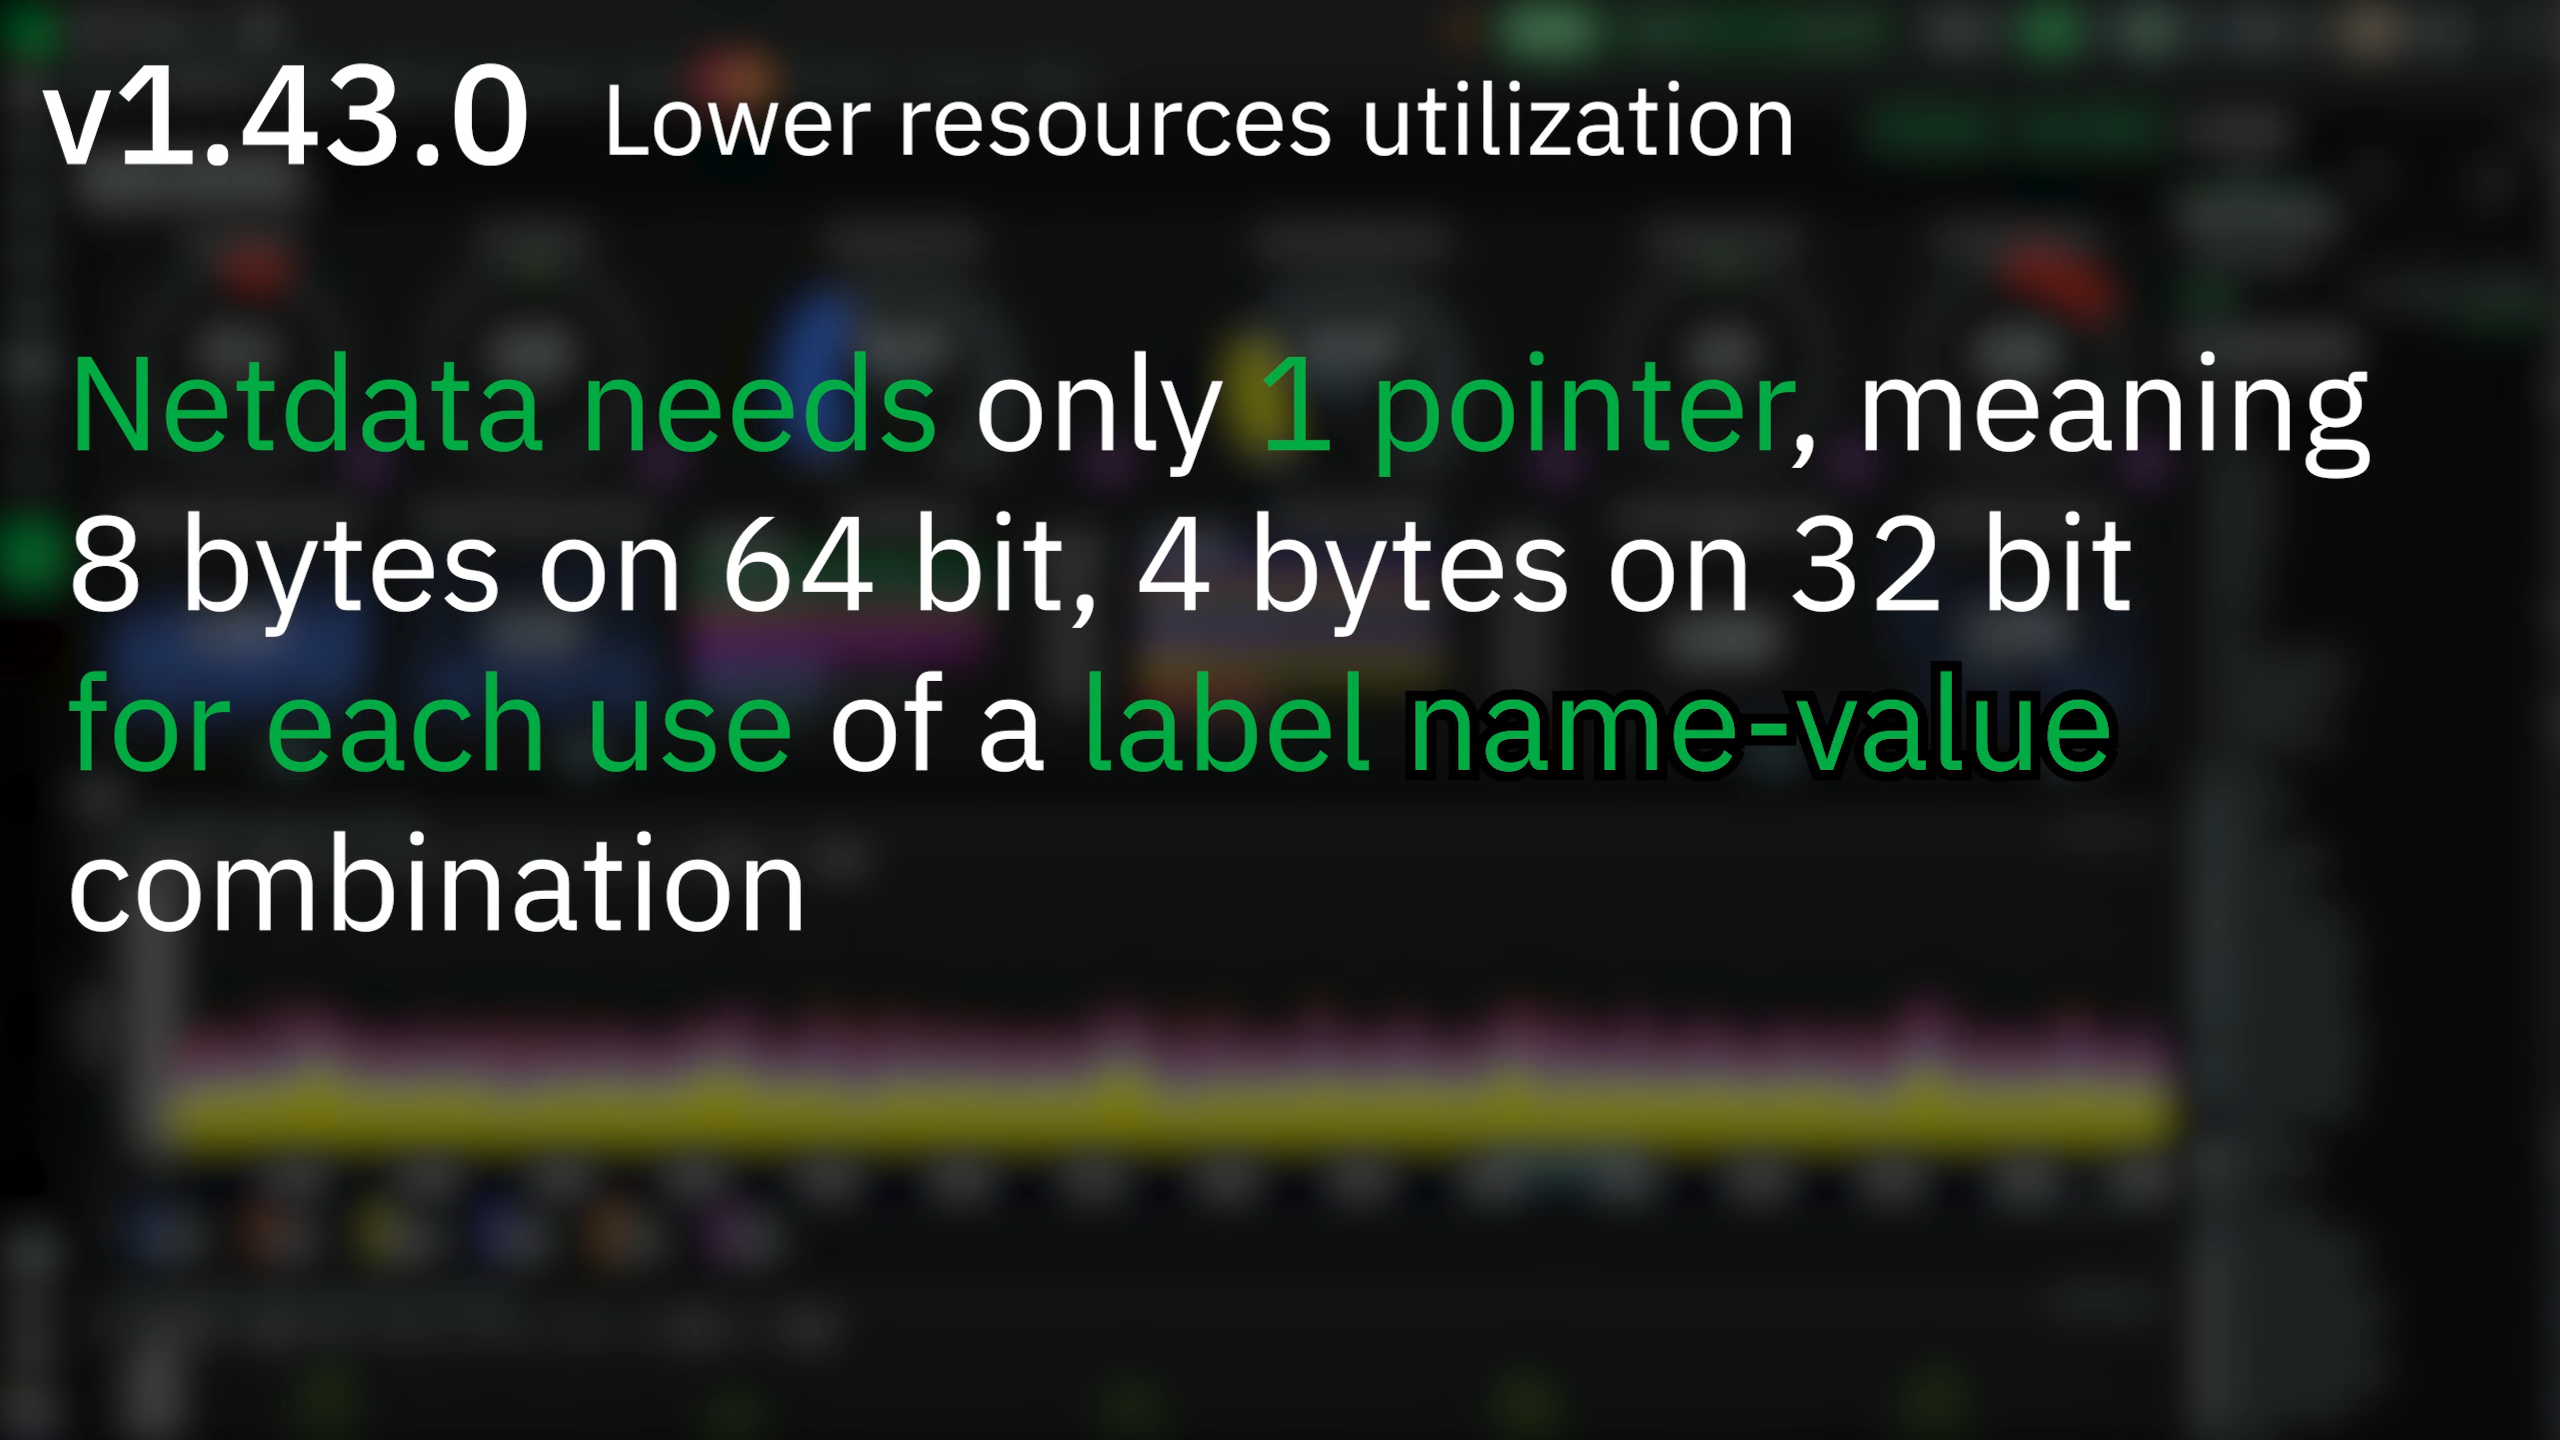 v1.43.0 Lower resources utilization
Netdata needs only 1 pointer, meaning
8 bytes on 64 bit, 4 bytes on 32 bit
for each use of a label name-value
combination